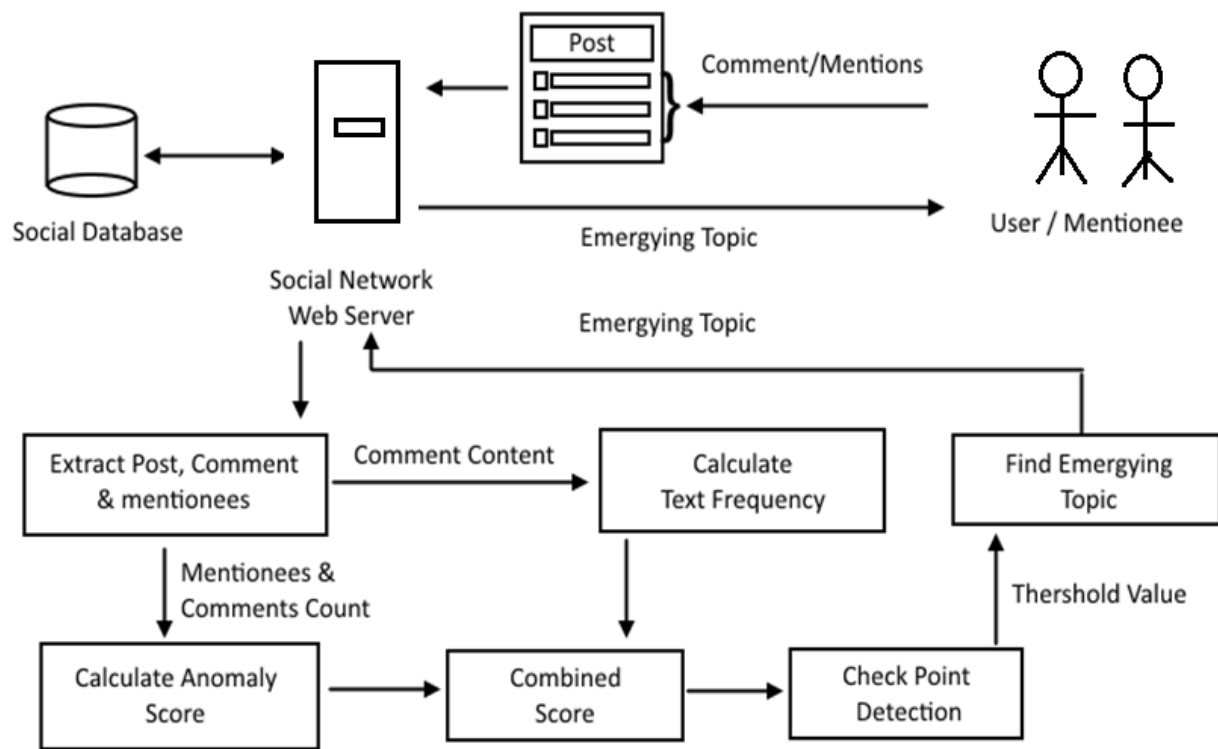 Post
Comment/Mentions
Social Database
Emergying Topic
User / Mentionee
Social Network
Web Server
Emergying Topic
Extract Post, Comment
& mentionees
Comment Content
Calculate
Text Frequency
Find Emergying
Topic
Mentionees &
Comments Count
Thershold Value
Calculate Anomaly
Score
Combined
Score
Check Point
Detection